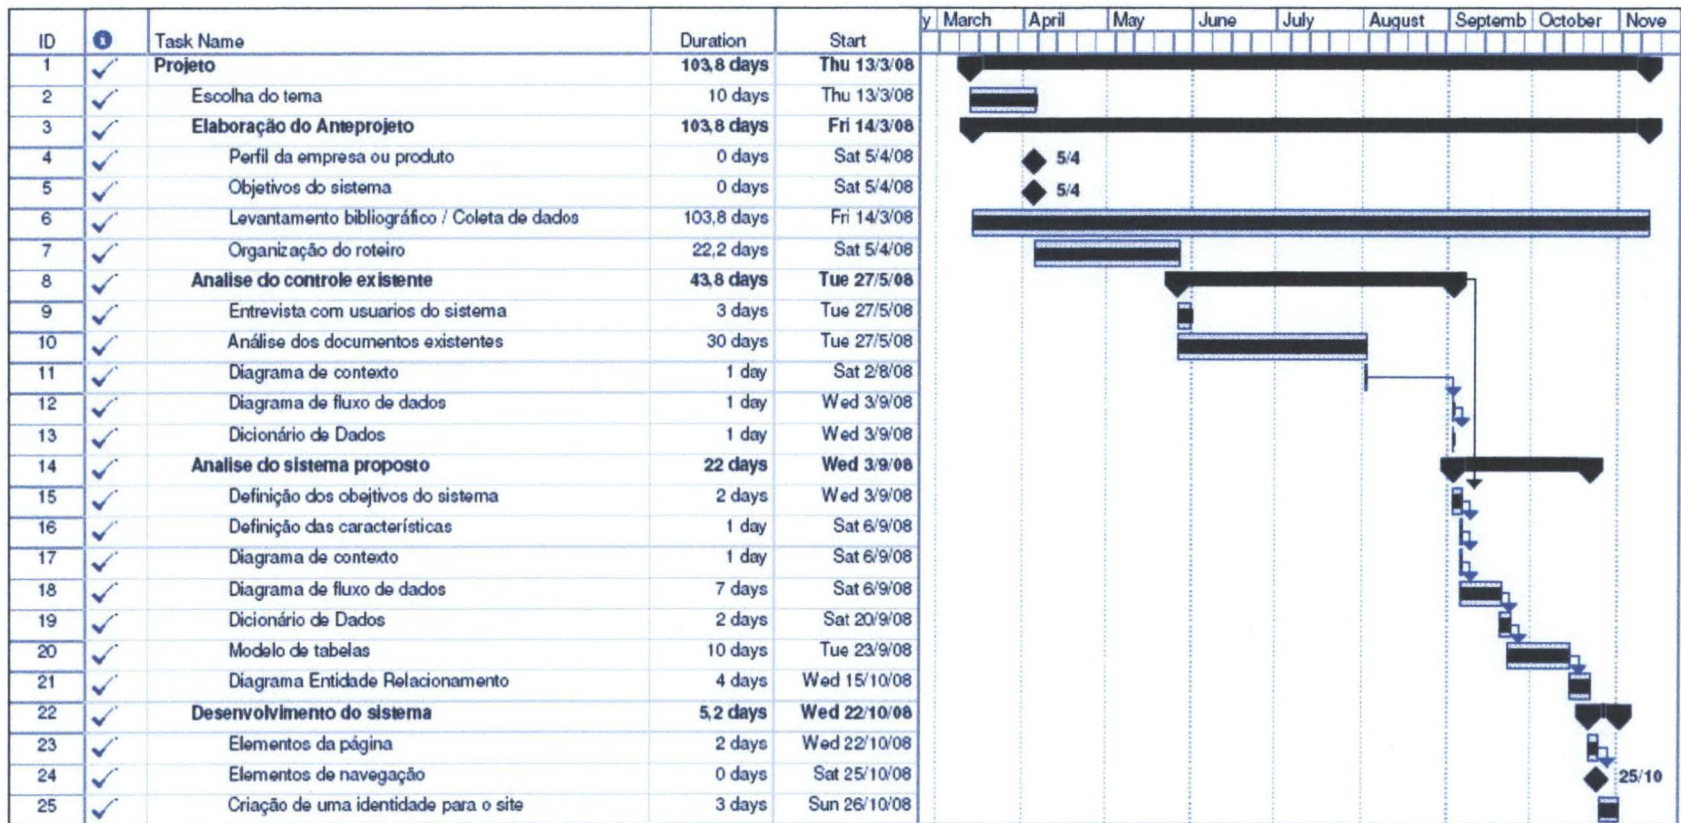 y March April May June July August Septemb October Nove
ID Task Name Duration Start
1 Projeto 103,8 days Thu 13/3/08
2 Escolha do tema 10 days Thu 13/3/08
3 Elaboração do Anteprojeto 103,8 days Fri 14/3/08
4 Perfil da empresa ou produto 0 days Sat 5/4/08 5/4
5 Objetivos do sistema 0 days Sat 5/4/08 5/4
6 Levantamento bibliográfico / Coleta de dados 103,8 days Fri 14/3/08
7 Organização do roteiro 22,2 days Sat 5/4/08
8 Analise do controle existente 43,8 days Tue 27/5/08
9 Entrevista com usuarios do sistema 3 days Tue 27/5/08
10 Análise dos documentos existentes 30 days Tue 27/5/08
11 Diagrama de contexto 1 day Sat 2/8/08
12 Diagrama de fluxo de dados 1 day Wed 3/9/08
13 Dicionário de Dados 1 day Wed 3/9/08
14 Analise do sistema proposto 22 days Wed 3/9/08
15 Definição dos obejtivos do sistema 2 days Wed 3/9/08
16 Definição das características 1 day Sat 6/9/08
17 Diagrama de contexto 1 day Sat 6/9/08
18 Diagrama de fluxo de dados 7 days Sat 6/9/08
19 Dicionário de Dados 2 days Sat 20/9/08
20 Modelo de tabelas 10 days Tue 23/9/08
21 Diagrama Entidade Relacionamento 4 days Wed 15/10/08
22 Desenvolvimento do sistema 5,2 days Wed 22/10/08
23 Elementos da página 2 days Wed 22/10/08
24 Elementos de navegação 0 days Sat 25/10/08 25/10
25 Criação de uma identidade para o site 3 days Sun 26/10/08